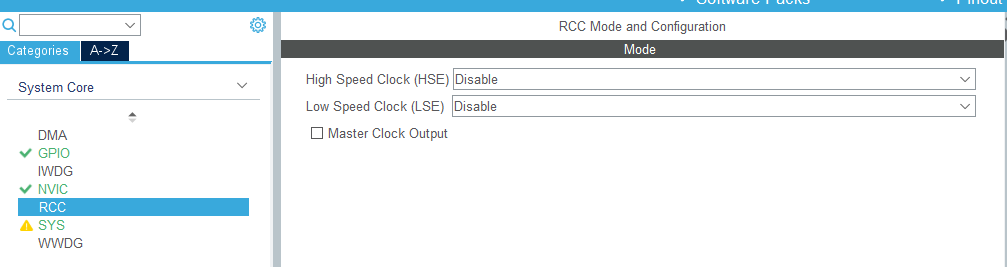 Software Packs
Pinout
RCC Mode and Configuration
Mode
Categories
A->Z
System Core
DMA
GPIO
IWDG
NVIC
RCC
SYS
WWDG
High Speed Clock (HSE) Disable
Low Speed Clock (LSE) Disable
Master Clock Output